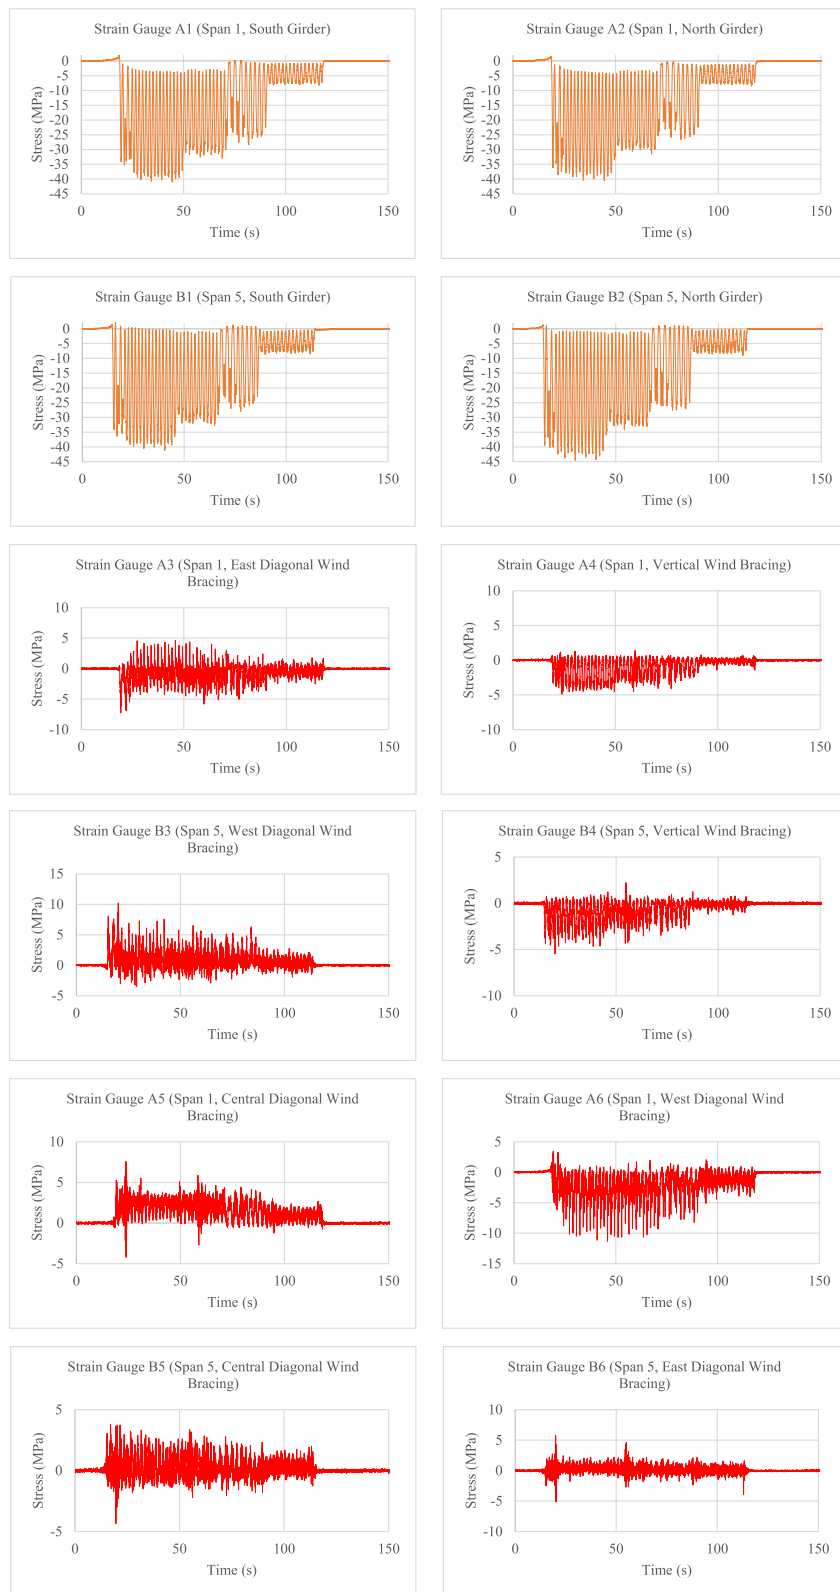 Strain Gauge A1 (Span 1, South Girder)
Stress (MPa)
0
-5
-10
-15
-20
-25
-30
-35
-40
-45
0 50 100 150
Time (s)
Strain Gauge A2 (Span 1, North Girder)
Stress (MPa)
0
-5
-10
-15
-20
-25
-30
-35
-40
-45
0 50 100 150
Time (s)
Strain Gauge B1 (Span 5, South Girder)
Stress (MPa)
0
-5
-10
-15
-20
-25
-30
-35
-40
-45
0 50 100 150
Time (s)
Strain Gauge B2 (Span 5, North Girder)
Stress (MPa)
0
-5
-10
-15
-20
-25
-30
-35
-40
-45
0 50 100 150
Time (s)
Strain Gauge A3 (Span 1, East Diagonal Wind
Bracing)
Stress (MPa)
10
5
0
-5
-10
0 50 100 150
Time (s)
Strain Gauge A4 (Span 1, Vertical Wind Bracing)
Stress (MPa)
10
5
0
-5
-10
0 50 100 150
Time (s)
Strain Gauge B3 (Span 5, West Diagonal Wind
Bracing)
Stress (MPa)
15
10
5
0
-5
0 50 100 150
Time (s)
Strain Gauge B4 (Span 5, Vertical Wind Bracing)
Stress (MPa)
5
0
-5
-10
0 50 100 150
Time (s)
Strain Gauge A5 (Span 1, Central Diagonal Wind
Bracing)
Stress (MPa)
10
5
0
-5
0 50 100 150
Time (s)
Strain Gauge A6 (Span 1, West Diagonal Wind
Bracing)
Stress (MPa)
5
0
-5
-10
-15
0 50 100 150
Time (s)
Strain Gauge B5 (Span 5, Central Diagonal Wind
Bracing)
Stress (MPa)
5
0
-5
0 50 100 150
Time (s)
Strain Gauge B6 (Span 5, East Diagonal Wind
Bracing)
Stress (MPa)
10
5
0
-5
-10
0 50 100 150
Time (s)